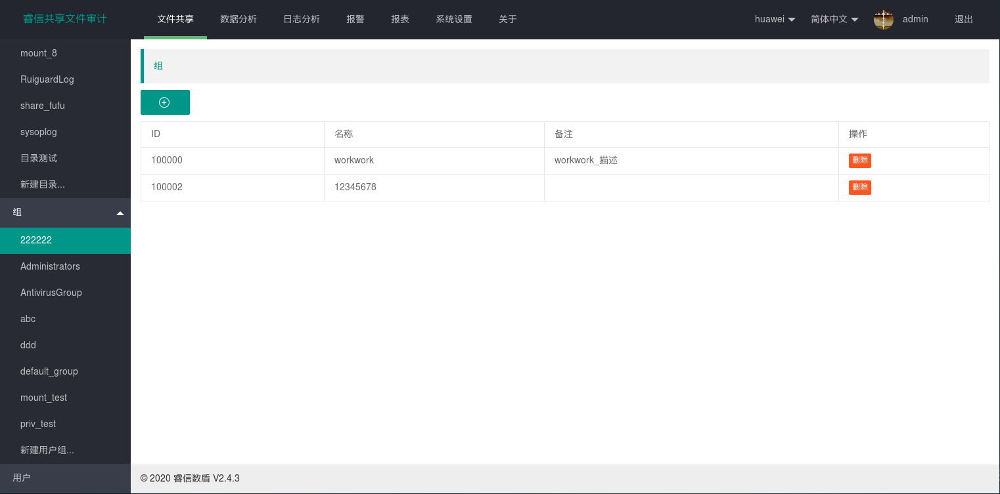 睿信共享文件审计 文件共享 数据分析 日志分析 报警 报表 系统设置 关于 huawei 简体中文 admin 退出
mount_8
RuiguardLog
share_fufu
sysoplog
目录测试
新建目录...
组
222222
Administrators
AntivirusGroup
abc
ddd
default_group
mount_test
priv_test
新建用户组...
用户
组
ID 名称 备注 操作
100000 workwork workwork_描述 删除
100002 12345678 删除
© 2020 睿信数盾 V2.4.3